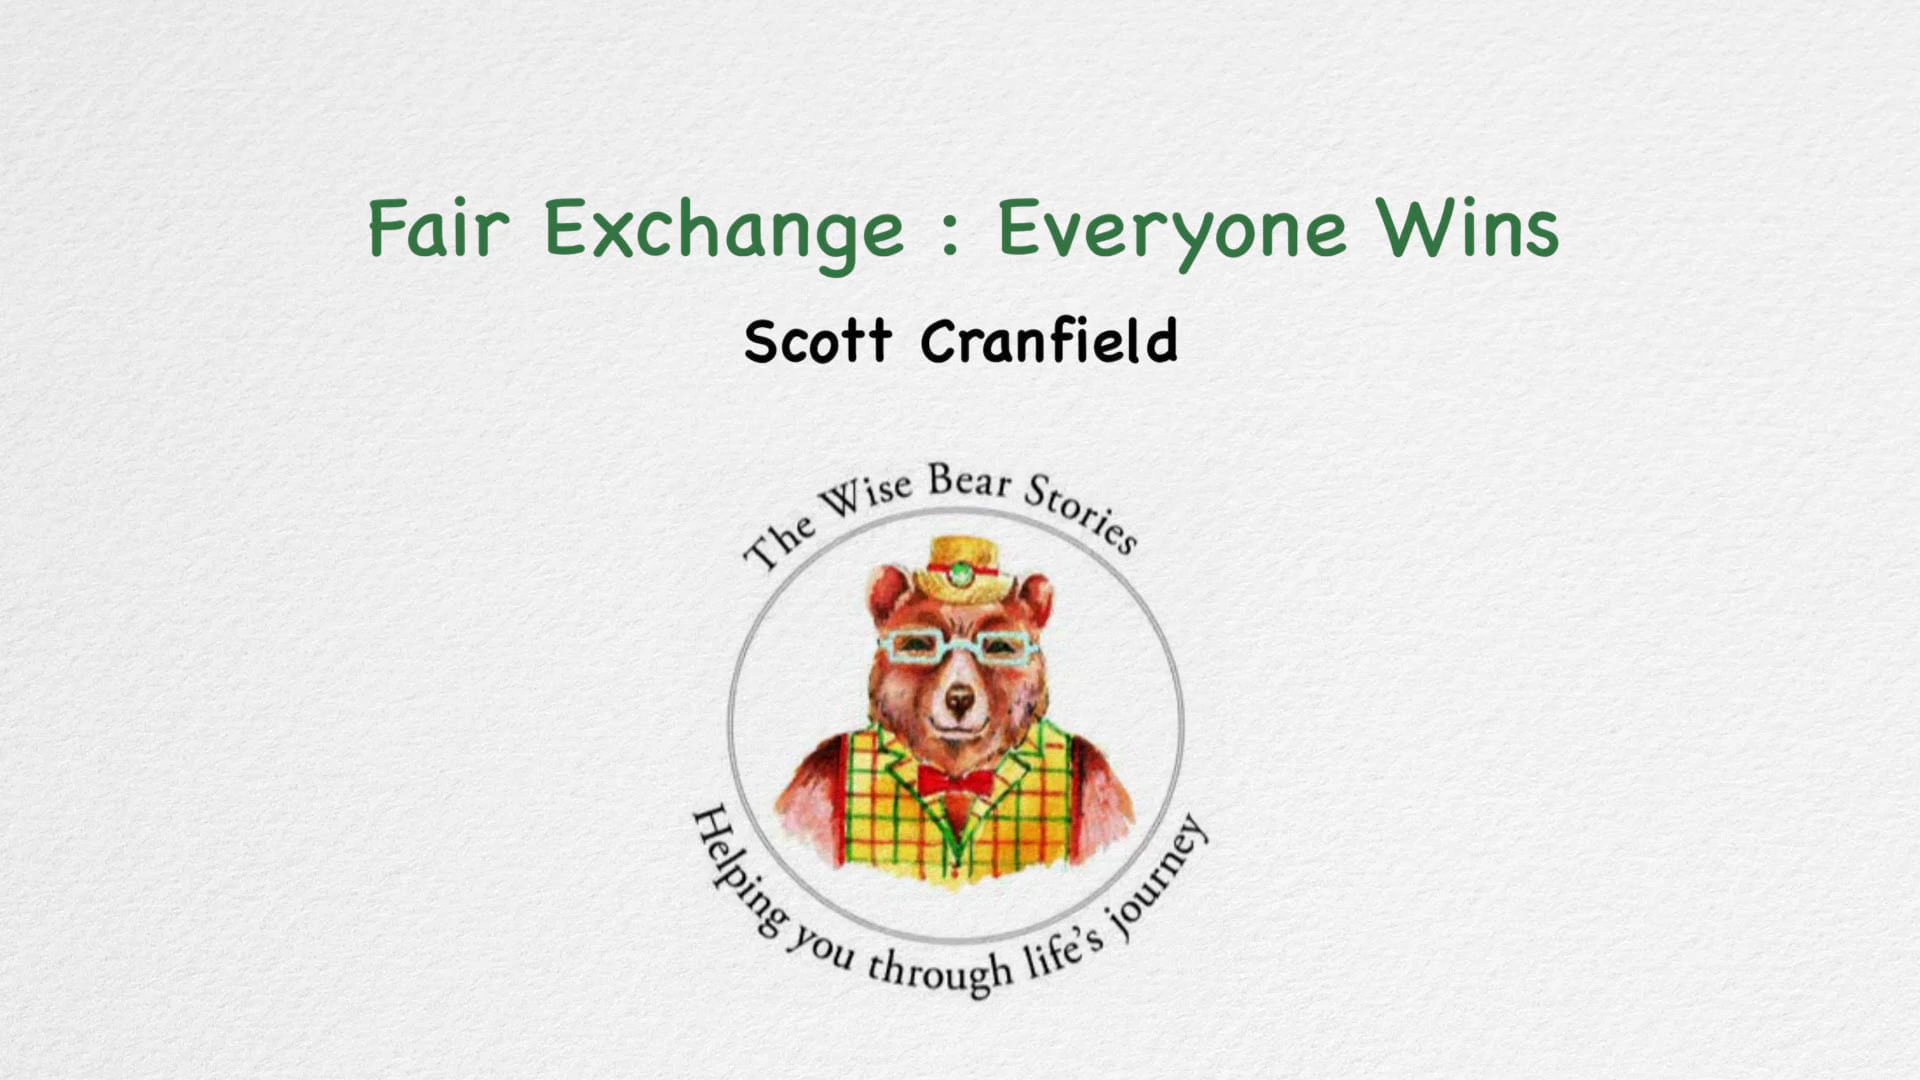 Fair Exchange : Everyone Wins
Scott Cranfield
The Wise Bear Stories
Helping you through life's journey